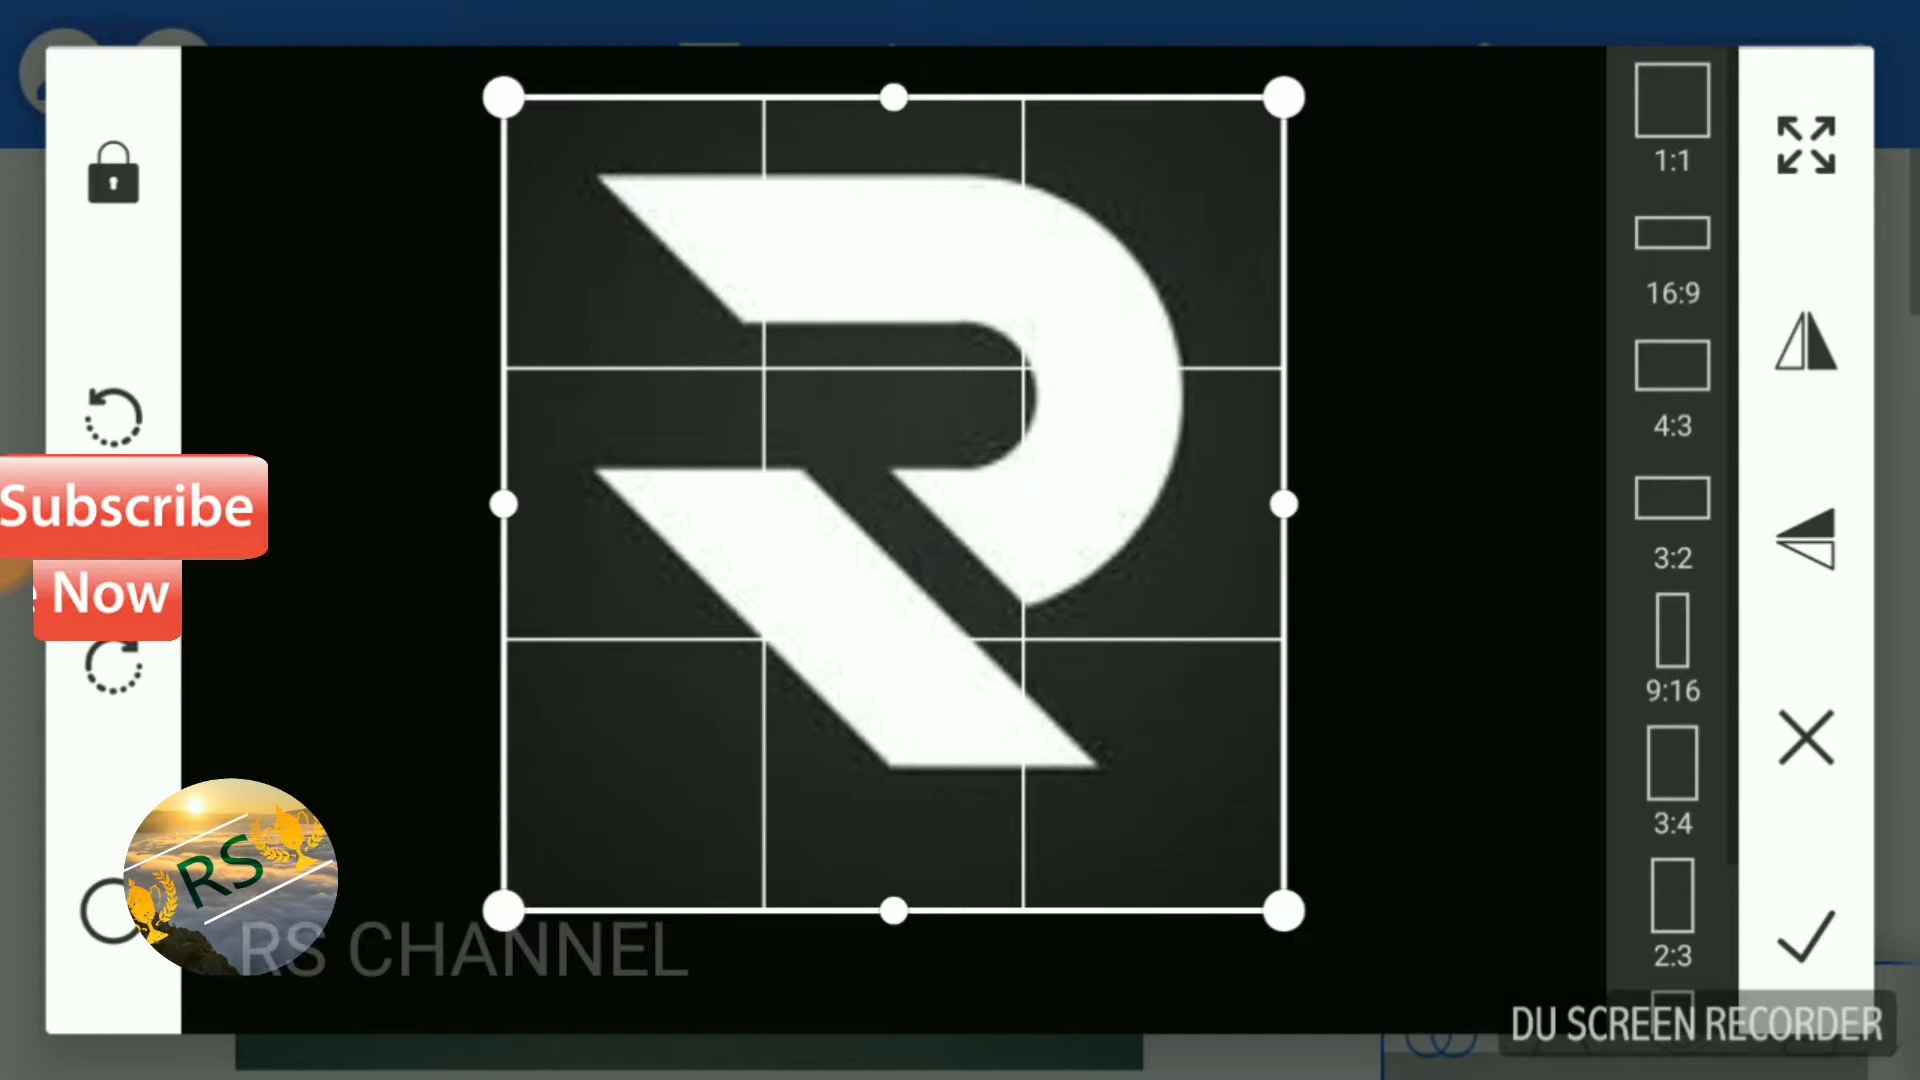 1:1
16:9
4:3
3:2
9:16
3:4
2:3
Subscribe
Now
RS
RS CHANNEL
DU SCREEN RECORDER